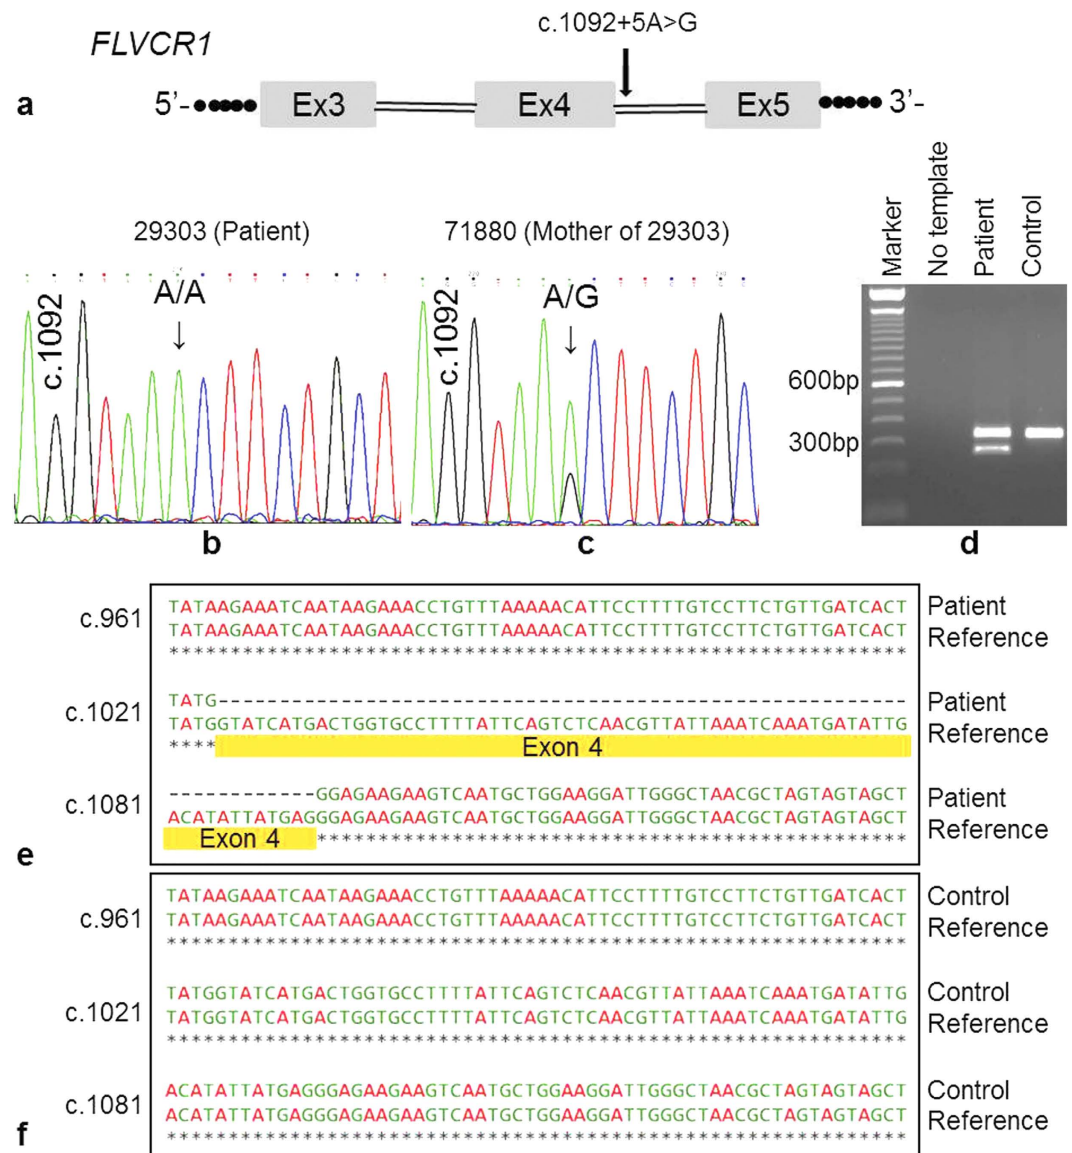 FLVCR1
c.1092+5A>G
a
5’-
Ex3
Ex4
Ex5
3’-
29303 (Patient)
71880 (Mother of 29303)
c.1092
A/A
c.1092
A/G
Marker
No template
Patient
Control
600bp
300bp
b
c
d
c.961
TATAAGAAATCAATAAGAAACCTGTTTAAAAACATTCCTTTTGTCCTTCTGTTGATCACT Patient
TATAAGAAATCAATAAGAAACCTGTTTAAAAACATTCCTTTTGTCCTTCTGTTGATCACT Reference
************************************************************
c.1021
TATG-------------------------------------------------------- Patient
TATGGTATCATGACTGGTGCCTTTTATTCAGTCTCAACGTTATTAAATCAAATGATATTG Reference
****
Exon 4
c.1081
------------GGAGAAGAAGTCAATGCTGGAAGGATTGGGCTAACGCTAGTAGTAGCT Patient
ACATATTATGAGGGAGAAGAAGTCAATGCTGGAAGGATTGGGCTAACGCTAGTAGTAGCT Reference
Exon 4
************************************************
e
c.961
TATAAGAAATCAATAAGAAACCTGTTTAAAAACATTCCTTTTGTCCTTCTGTTGATCACT Control
TATAAGAAATCAATAAGAAACCTGTTTAAAAACATTCCTTTTGTCCTTCTGTTGATCACT Reference
************************************************************
c.1021
TATGGTATCATGACTGGTGCCTTTTATTCAGTCTCAACGTTATTAAATCAAATGATATTG Control
TATGGTATCATGACTGGTGCCTTTTATTCAGTCTCAACGTTATTAAATCAAATGATATTG Reference
************************************************************
c.1081
ACATATTATGAGGGAGAAGAAGTCAATGCTGGAAGGATTGGGCTAACGCTAGTAGTAGCT Control
ACATATTATGAGGGAGAAGAAGTCAATGCTGGAAGGATTGGGCTAACGCTAGTAGTAGCT Reference
************************************************************
f